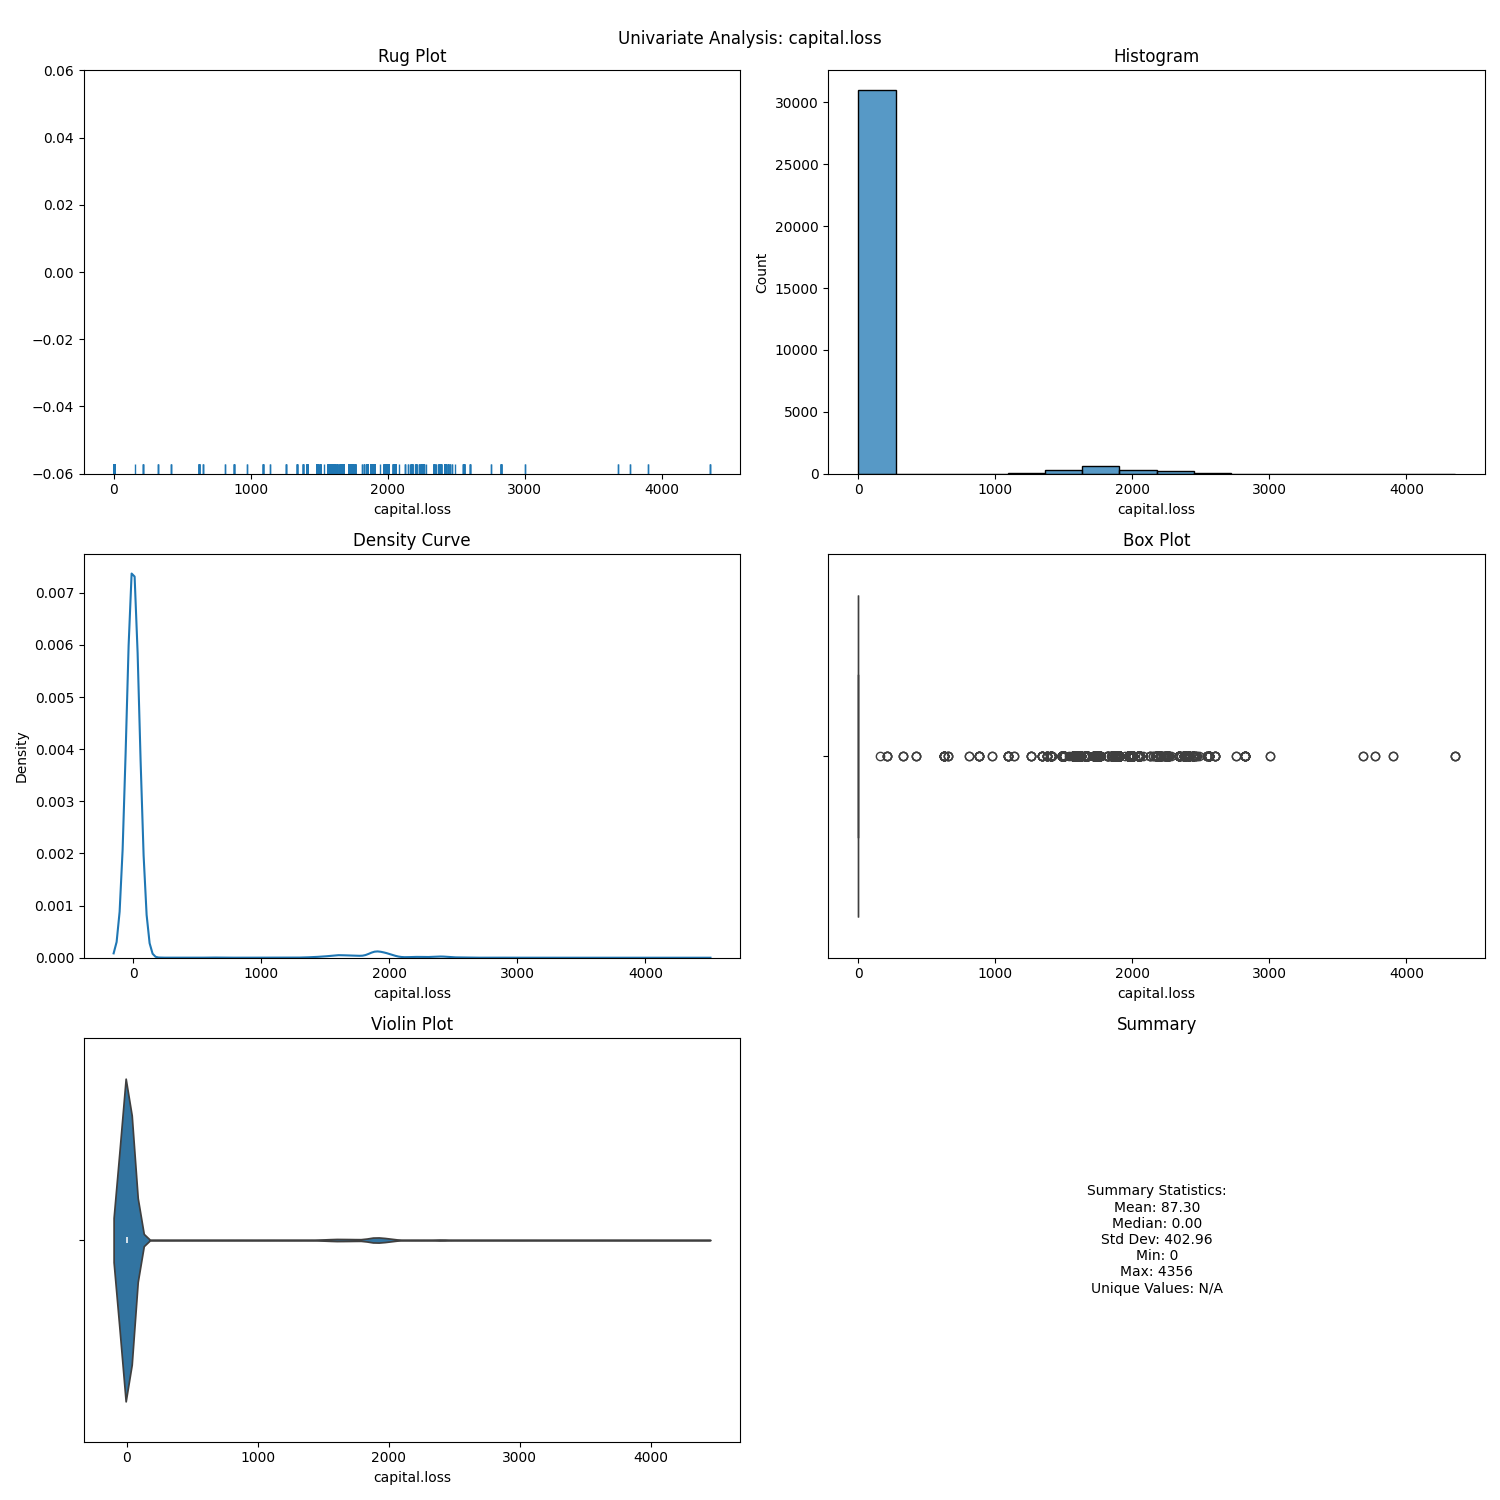 Univariate Analysis: capital.loss
Rug Plot
0.06
0.04
0.02
0.00
−0.02
−0.04
−0.06
0 1000 2000 3000 4000
capital.loss
Histogram
Count
30000
25000
20000
15000
10000
5000
0
0 1000 2000 3000 4000
capital.loss
Density Curve
Density
0.007
0.006
0.005
0.004
0.003
0.002
0.001
0.000
0 1000 2000 3000 4000
capital.loss
Box Plot
0 1000 2000 3000 4000
capital.loss
Violin Plot
0 1000 2000 3000 4000
capital.loss
Summary
Summary Statistics:
Mean: 87.30
Median: 0.00
Std Dev: 402.96
Min: 0
Max: 4356
Unique Values: N/A